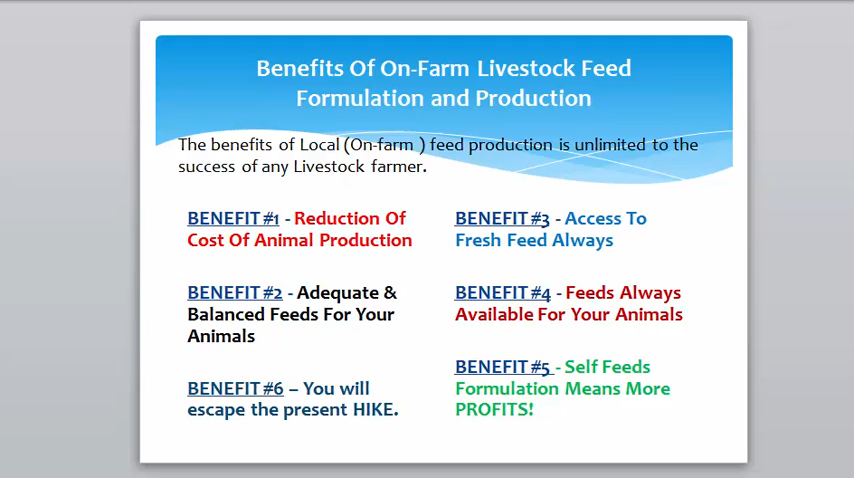 Benefits Of On-Farm Livestock Feed
Formulation and Production
The benefits of Local (On-farm ) feed production is unlimited to the
success of any Livestock farmer.
BENEFIT #1 - Reduction Of
Cost Of Animal Production
BENEFIT #2 - Adequate &
Balanced Feeds For Your
Animals
BENEFIT #6 – You will
escape the present HIKE.
BENEFIT #3 - Access To
Fresh Feed Always
BENEFIT #4 - Feeds Always
Available For Your Animals
BENEFIT #5 - Self Feeds
Formulation Means More
PROFITS!